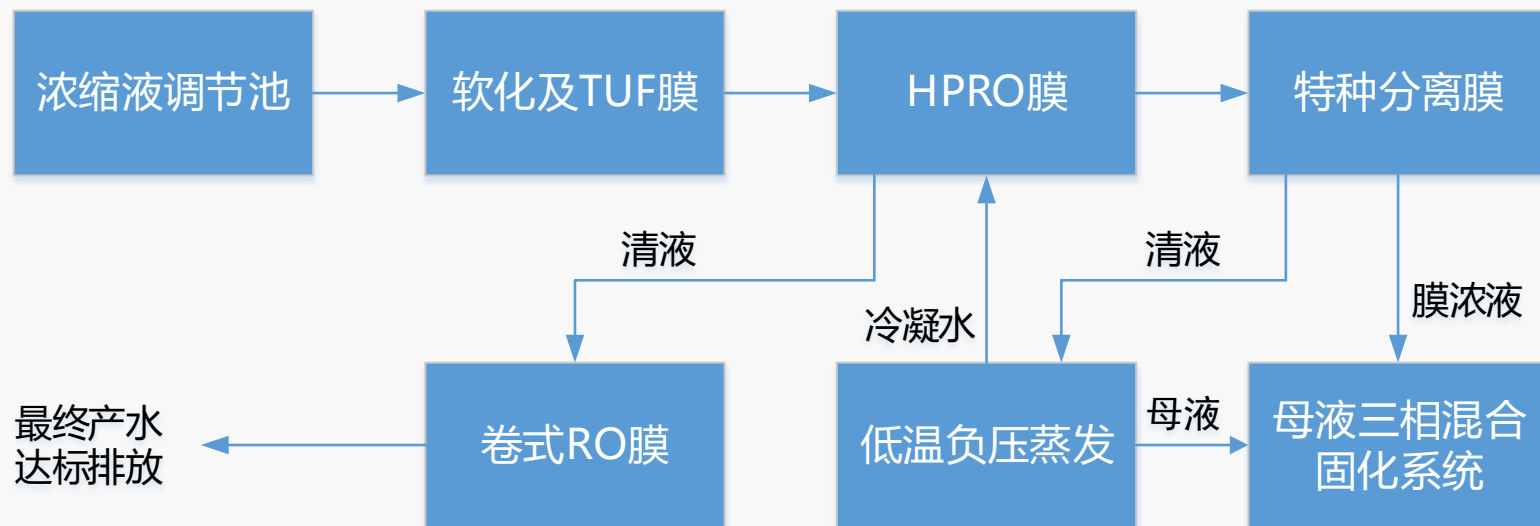 浓缩液调节池
软化及TUF膜
HPRO膜
特种分离膜
清液
清液
膜浓液
冷凝水
最终产水
达标排放
卷式RO膜
低温负压蒸发
母液
母液三相混合
固化系统